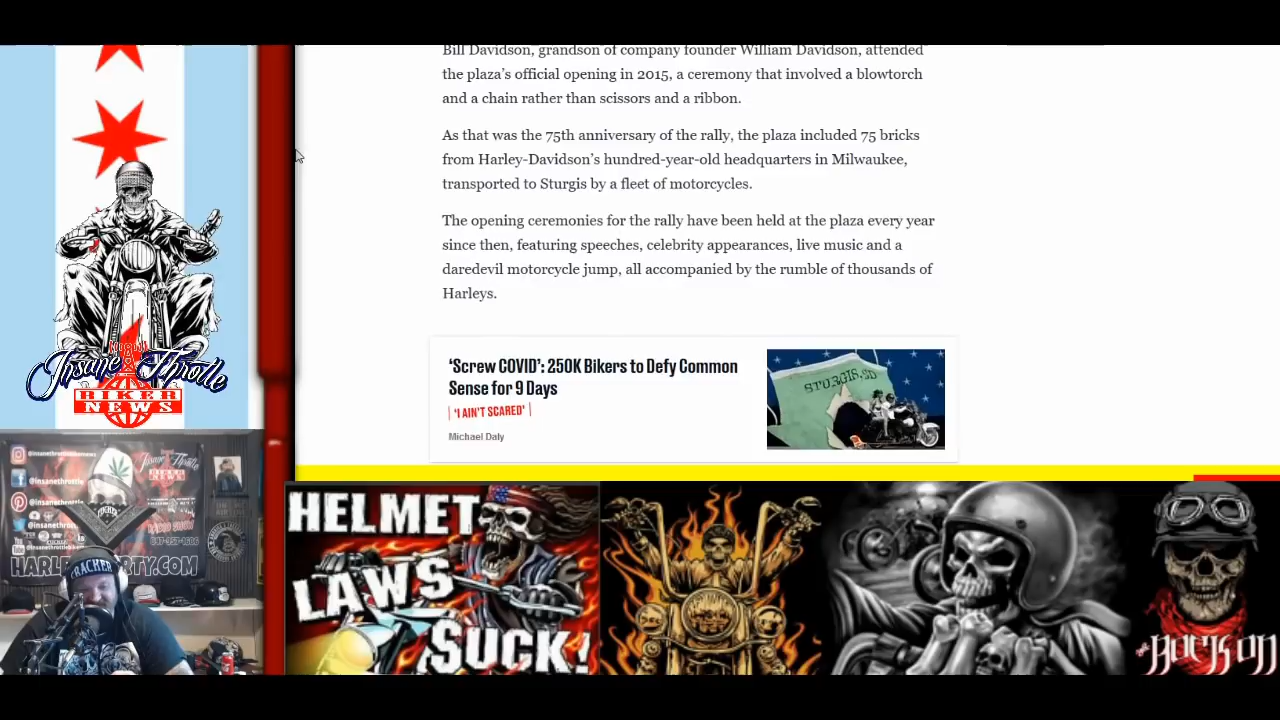 Bill Davidson, grandson of company founder William Davidson, attended
the plaza's official opening in 2015, a ceremony that involved a blowtorch
and a chain rather than scissors and a ribbon.
As that was the 75th anniversary of the rally, the plaza included 75 bricks
from Harley-Davidson's hundred-year-old headquarters in Milwaukee,
transported to Sturgis by a fleet of motorcycles.
The opening ceremonies for the rally have been held at the plaza every year
since then, featuring speeches, celebrity appearances, live music and a
daredevil motorcycle jump, all accompanied by the rumble of thousands of
Harleys.
'Screw COVID': 250K Bikers to Defy Common
Sense for 9 Days
'I AIN'T SCARED'
Michael Daly
STURGIS, SD
Insane Throttle
BIKER
NEWS
CRACKER
HELMET
LAWS
SUCK!
ROCK ON